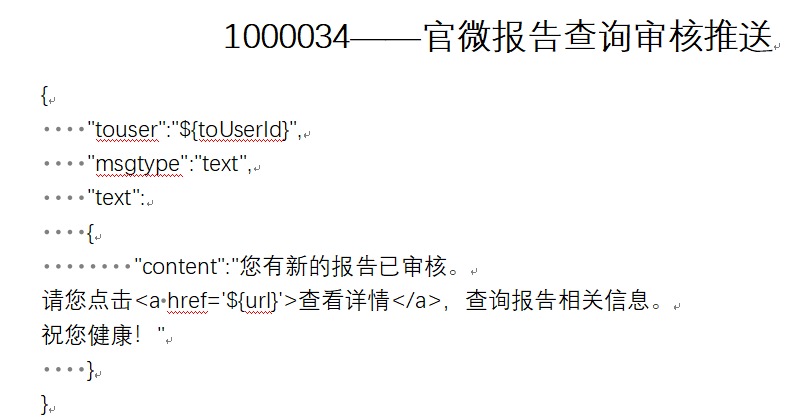 1000034——官微报告查询审核推送
{
    "touser":"${toUserId}",
    "msgtype":"text",
    "text":
    {
        "content":"您有新的报告已审核。
请您点击<a href='${url}'>查看详情</a>，查询报告相关信息。
祝您健康！"
    }
}